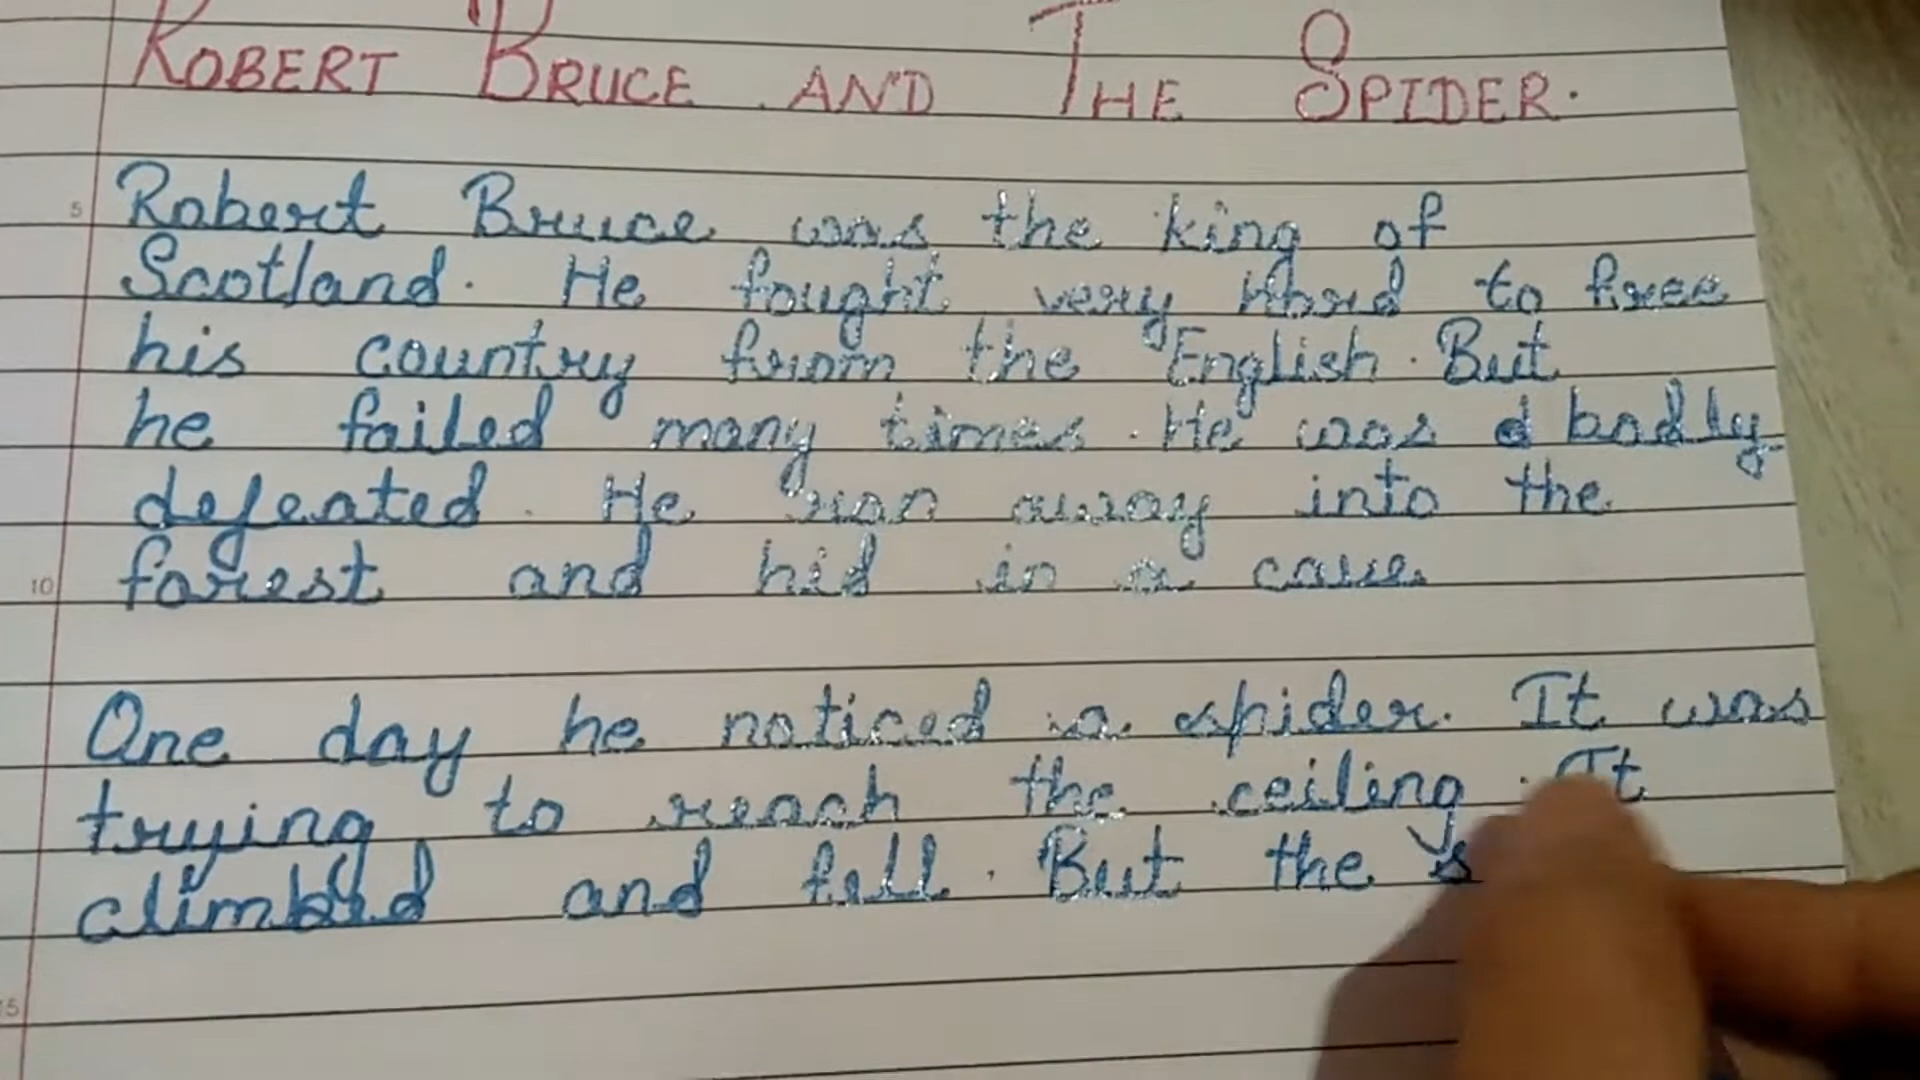 ROBERT BRUCE AND THE SPIDER.
5 Robert Bruce was the king of
Scotland. He fought very hard to free
his country from the English. But
he failed many times. He was badly
defeated. He ran away into the
10 forest and hid in a cave
One day he noticed a spider. It was
trying to reach the ceiling. It
climbed and fell. But the s
15